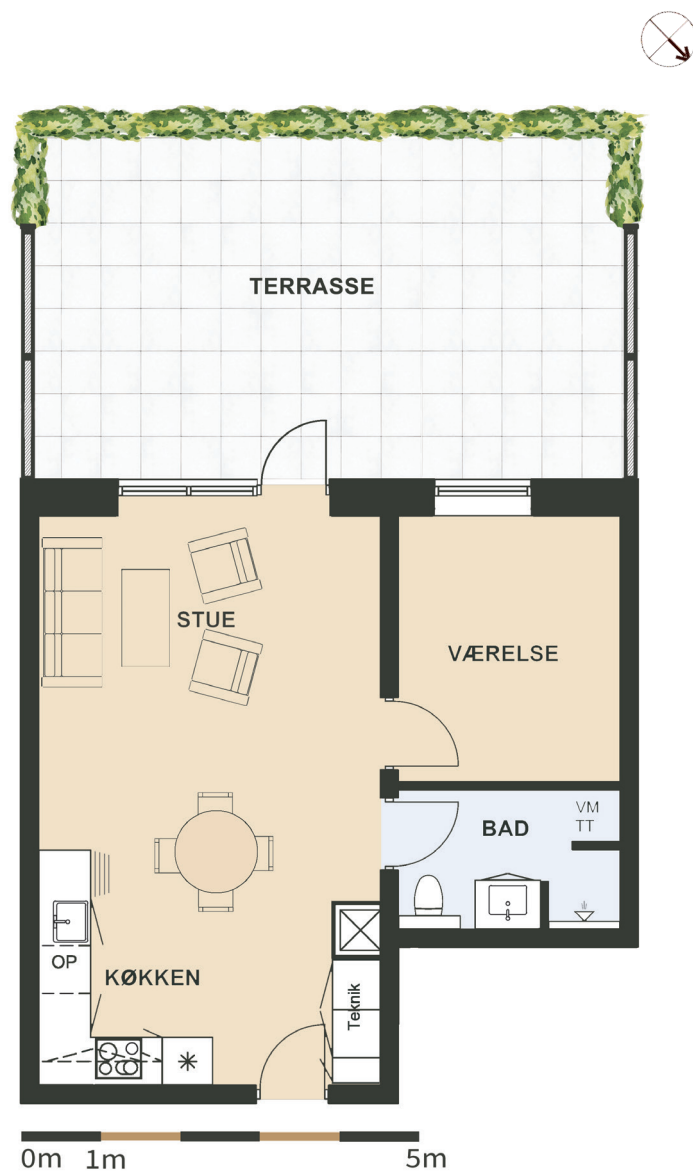 TERRASSE
STUE
VÆRELSE
VM
TT
BAD
OP
KØKKEN
Teknik
0m 1m 5m